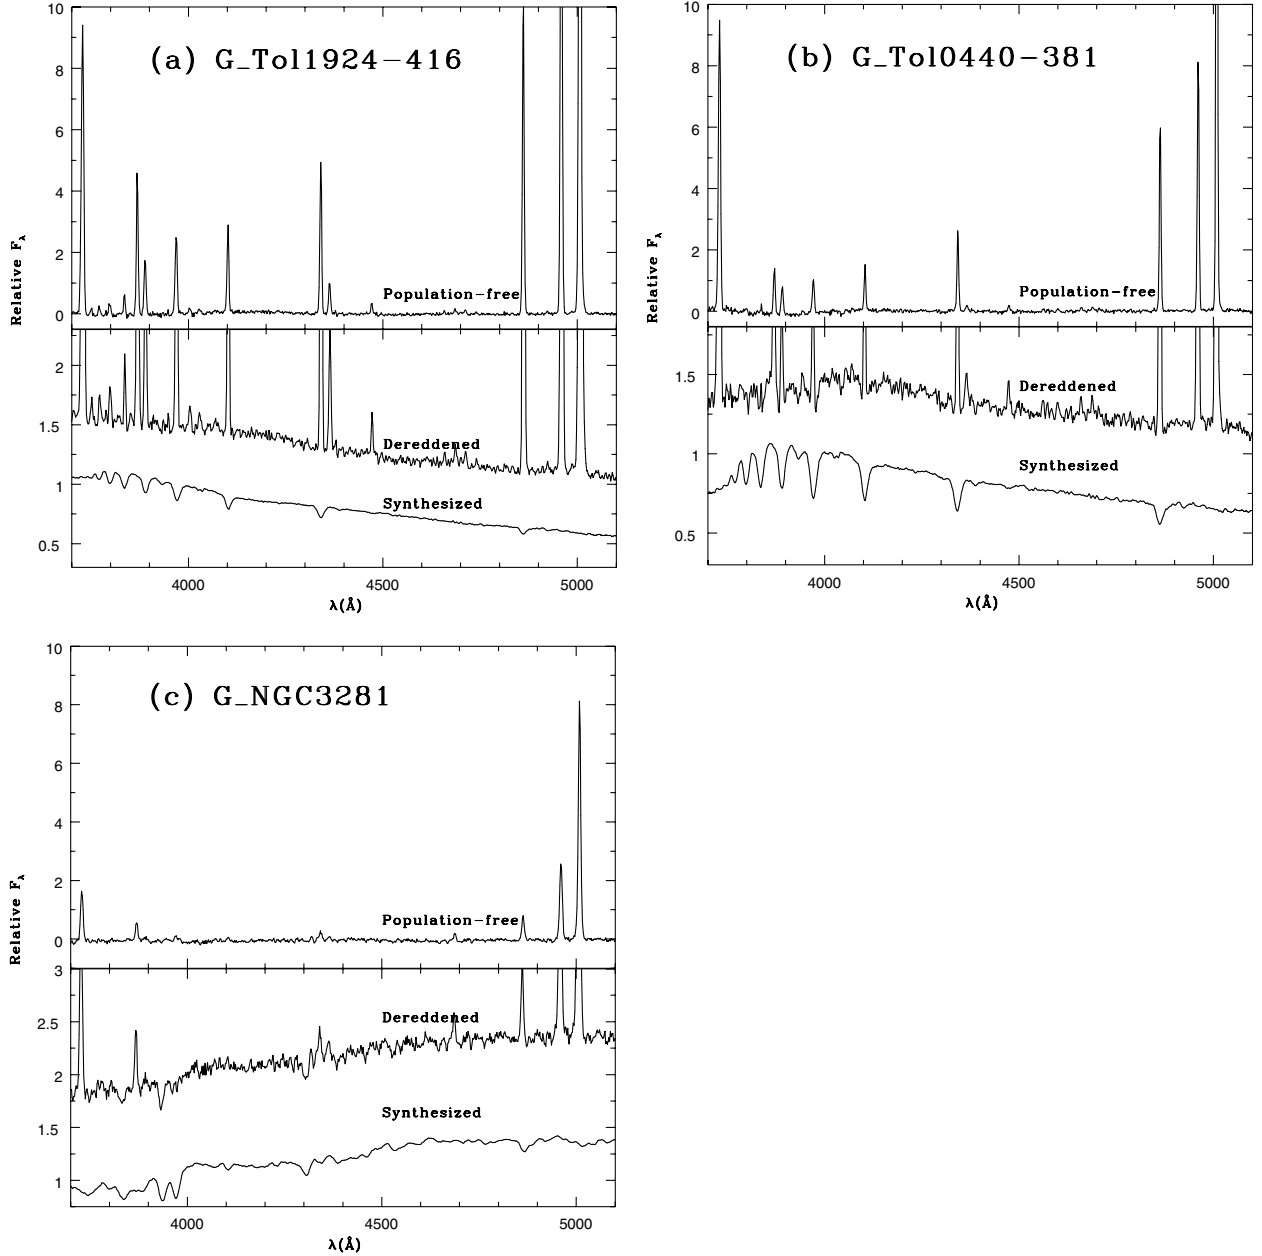 (a) G_Tol1924−416
10
8
6
4
2
0
Relative Fλ
Population−free
2
1.5
1
0.5
Dereddened
Synthesized
4000 4500 5000
λ(Å)
(b) G_Tol0440−381
10
8
6
4
2
0
Relative Fλ
Population−free
1.5
1
0.5
Dereddened
Synthesized
4000 4500 5000
λ(Å)
(c) G_NGC3281
10
8
6
4
2
0
Relative Fλ
Population−free
3
2.5
2
1.5
1
Dereddened
Synthesized
4000 4500 5000
λ(Å)